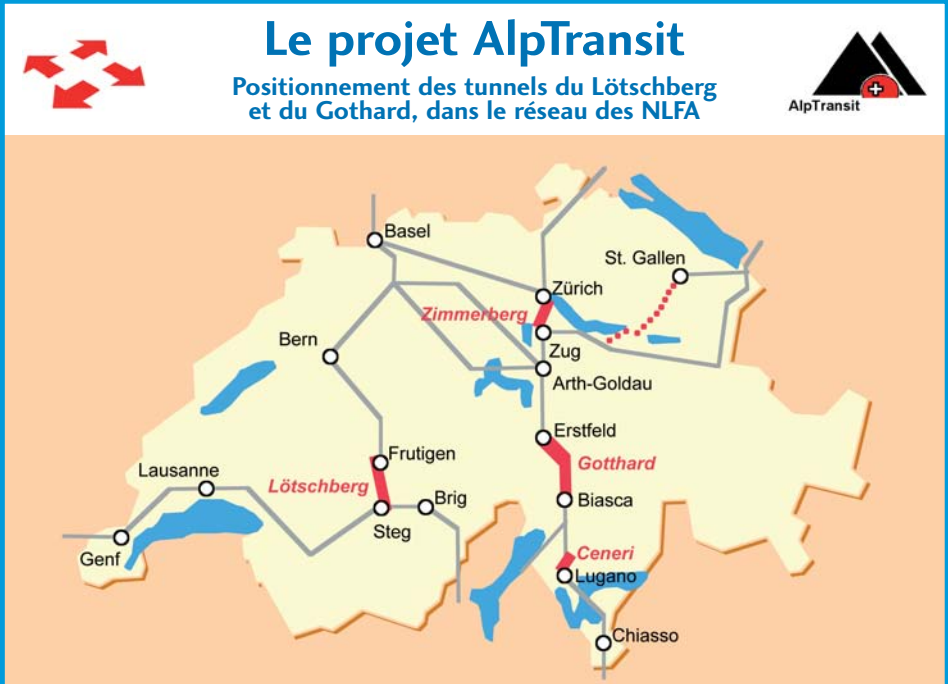 Le projet AlpTransit
Positionnement des tunnels du Lötschberg
et du Gothard, dans le réseau des NLFA
AlpTransit
Basel
St. Gallen
Zürich
Zimmerberg
Bern
Zug
Arth-Goldau
Erstfeld
Frutigen
Gotthard
Lausanne
Lötschberg
Brig
Biasca
Steg
Genf
Ceneri
Lugano
Chiasso